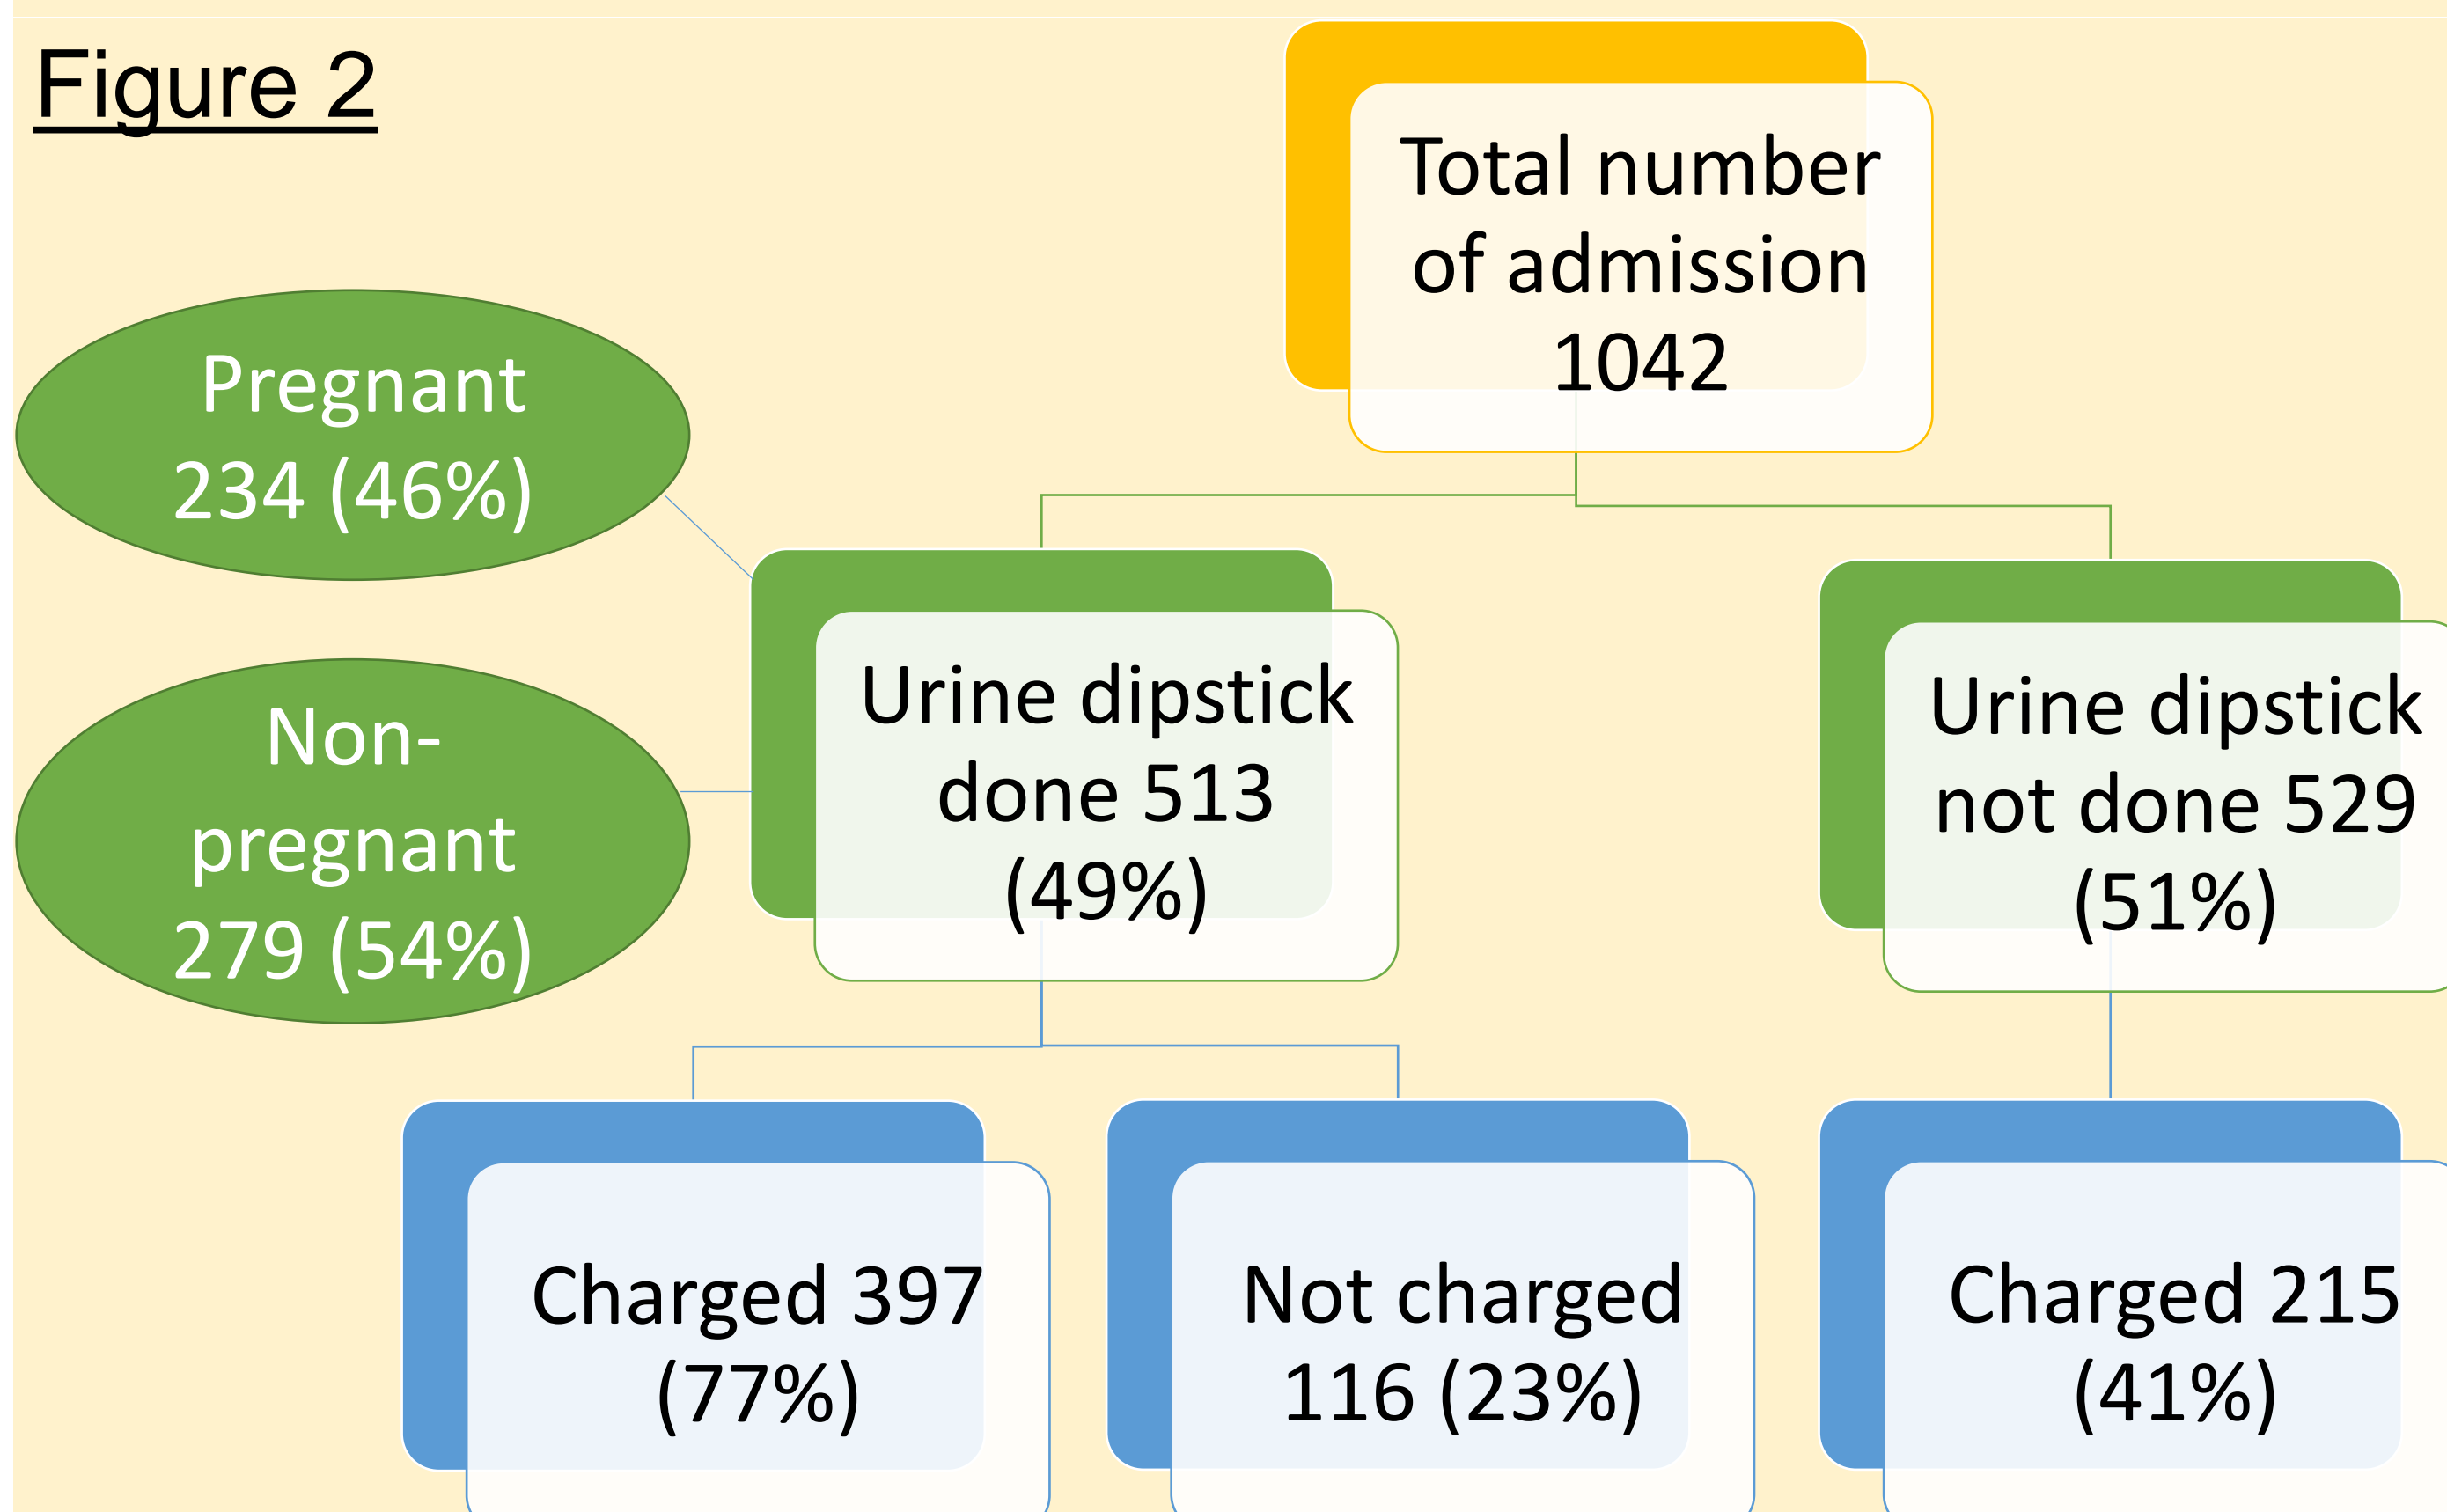 Figure 2
Total number
of admission
1042
Pregnant
234 (46%)
Non-
pregnant
279 (54%)
Urine dipstick
done 513
(49%)
Urine dipstick
not done 529
(51%)
Charged 397
(77%)
Not charged
116 (23%)
Charged 215
(41%)